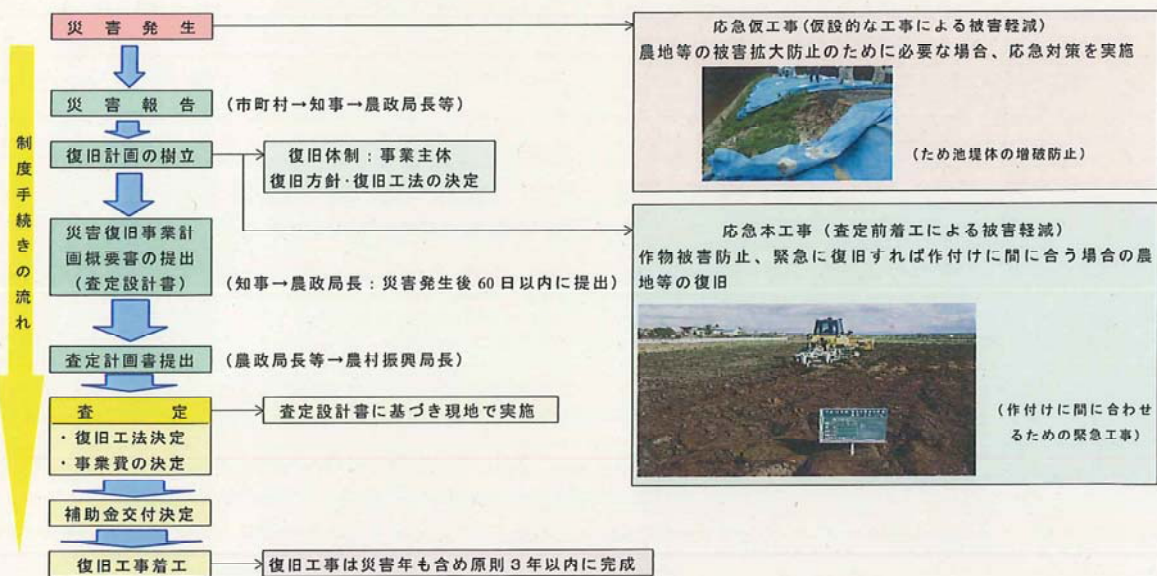 制度手続きの流れ
災害発生
災害報告
(市町村→知事→農政局長等)
復旧計画の樹立
復旧体制：事業主体
復旧方針・復旧工法の決定
災害復旧事業計
画概要書の提出
(査定設計書)
(知事→農政局長：災害発生後60日以内に提出)
査定計画書提出
(農政局長等→農村振興局長)
査定
・復旧工法決定
・事業費の決定
査定設計書に基づき現地で実施
補助金交付決定
復旧工事着工
復旧工事は災害年も含め原則3年以内に完成
応急仮工事(仮設的な工事による被害軽減)
農地等の被害拡大防止のために必要な場合、応急対策を実施
(ため池堤体の増破防止)
応急本工事(査定前着工による被害軽減)
作物被害防止、緊急に復旧すれば作付けに間に合う場合の農
地等の復旧
(作付けに間に合わせ
るための緊急工事)